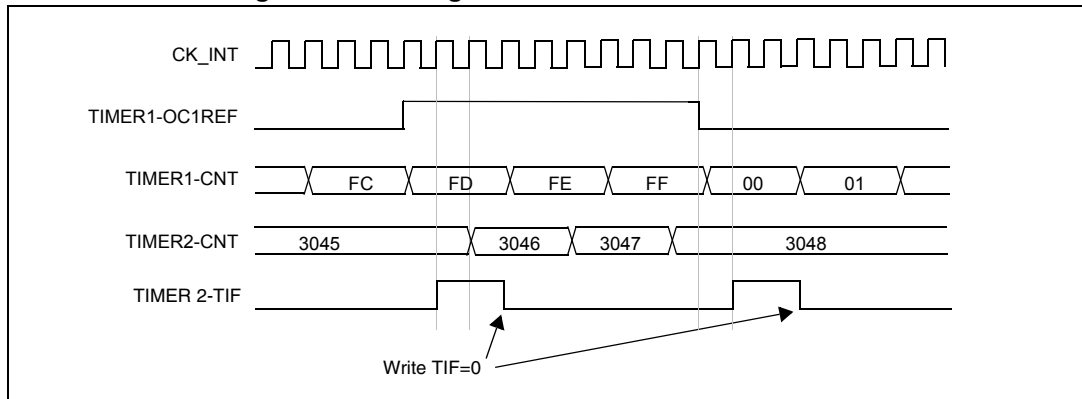 CK_INT
TIMER1-OC1REF
TIMER1-CNT FC FD FE FF 00 01
TIMER2-CNT 3045 3046 3047 3048
TIMER 2-TIF
Write TIF=0